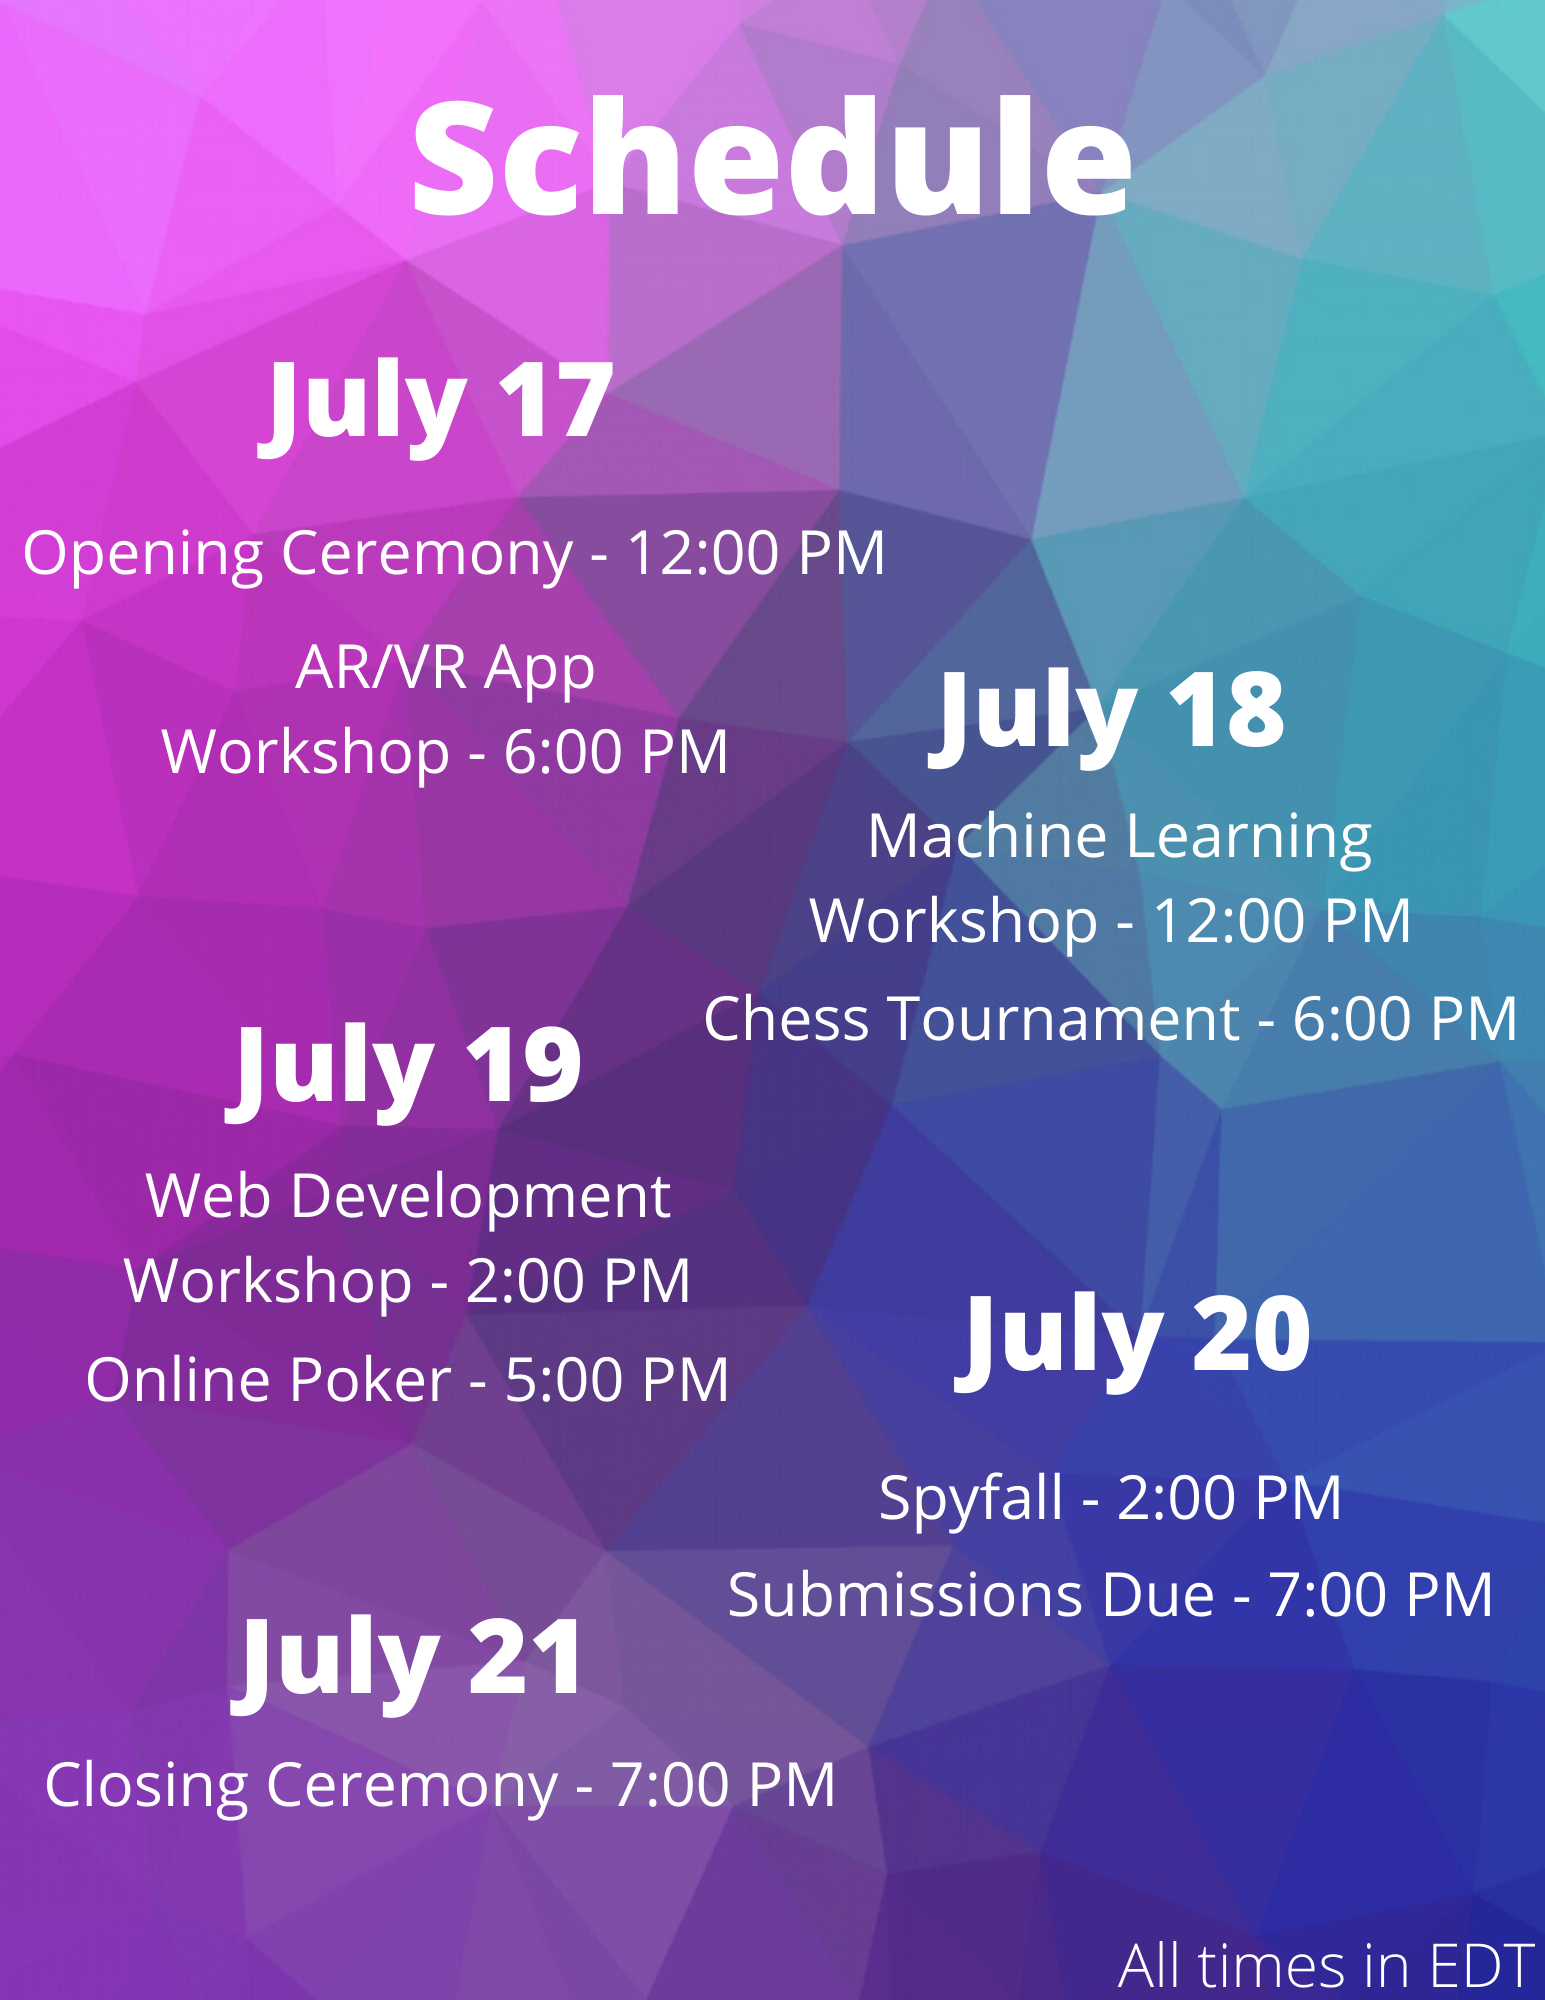 Schedule
July 17
Opening Ceremony - 12:00 PM
AR/VR App
Workshop - 6:00 PM
July 18
Machine Learning
Workshop - 12:00 PM
Chess Tournament - 6:00 PM
July 19
Web Development
Workshop - 2:00 PM
Online Poker - 5:00 PM
July 20
Spyfall - 2:00 PM
Submissions Due - 7:00 PM
July 21
Closing Ceremony - 7:00 PM
All times in EDT